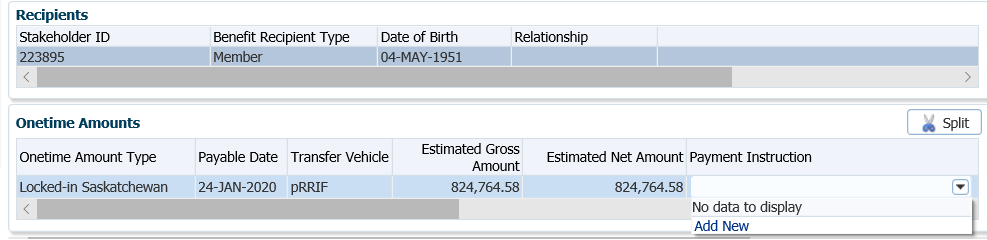 Recipients
Stakeholder ID Benefit Recipient Type Date of Birth Relationship
223895 Member 04-MAY-1951
Onetime Amounts Split
Onetime Amount Type Payable Date Transfer Vehicle Estimated Gross Amount Estimated Net Amount Payment Instruction
Locked-in Saskatchewan 24-JAN-2020 pRRIF 824,764.58 824,764.58
No data to display
Add New